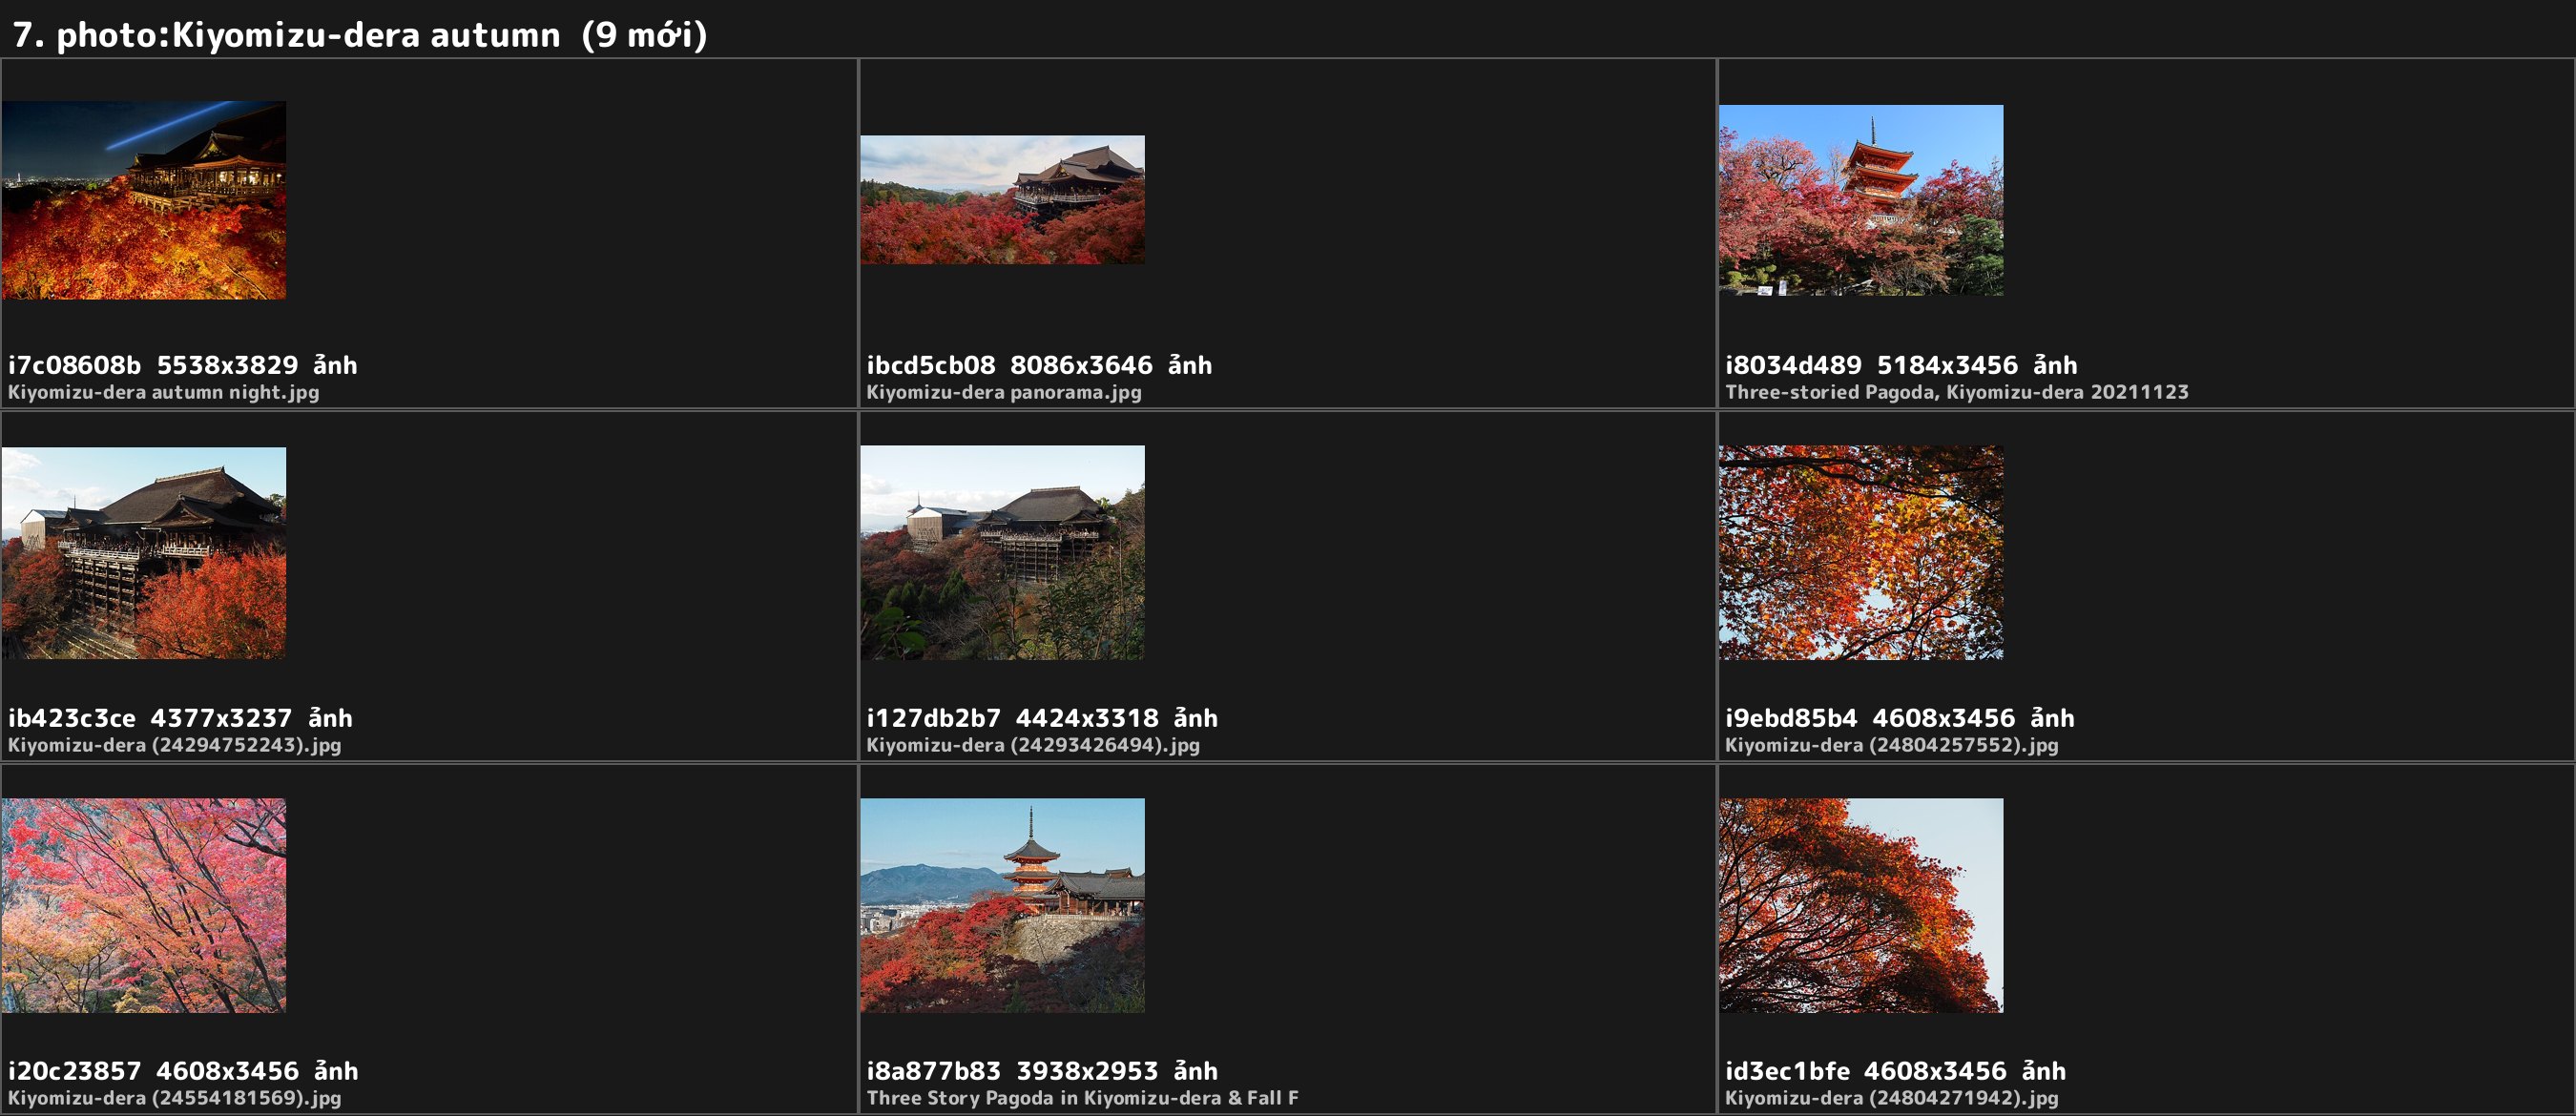 7. photo:Kiyomizu-dera autumn (9 mới)
i7c08608b 5538x3829 ảnh
Kiyomizu-dera autumn night.jpg
ibcd5cb08 8086x3646 ảnh
Kiyomizu-dera panorama.jpg
i8034d489 5184x3456 ảnh
Three-storied Pagoda, Kiyomizu-dera 20211123
ib423c3ce 4377x3237 ảnh
Kiyomizu-dera (24294752243).jpg
i127db2b7 4424x3318 ảnh
Kiyomizu-dera (24293426494).jpg
i9ebd85b4 4608x3456 ảnh
Kiyomizu-dera (24804257552).jpg
i20c23857 4608x3456 ảnh
Kiyomizu-dera (24554181569).jpg
i8a877b83 3938x2953 ảnh
Three Story Pagoda in Kiyomizu-dera & Fall F
id3ec1bfe 4608x3456 ảnh
Kiyomizu-dera (24804271942).jpg